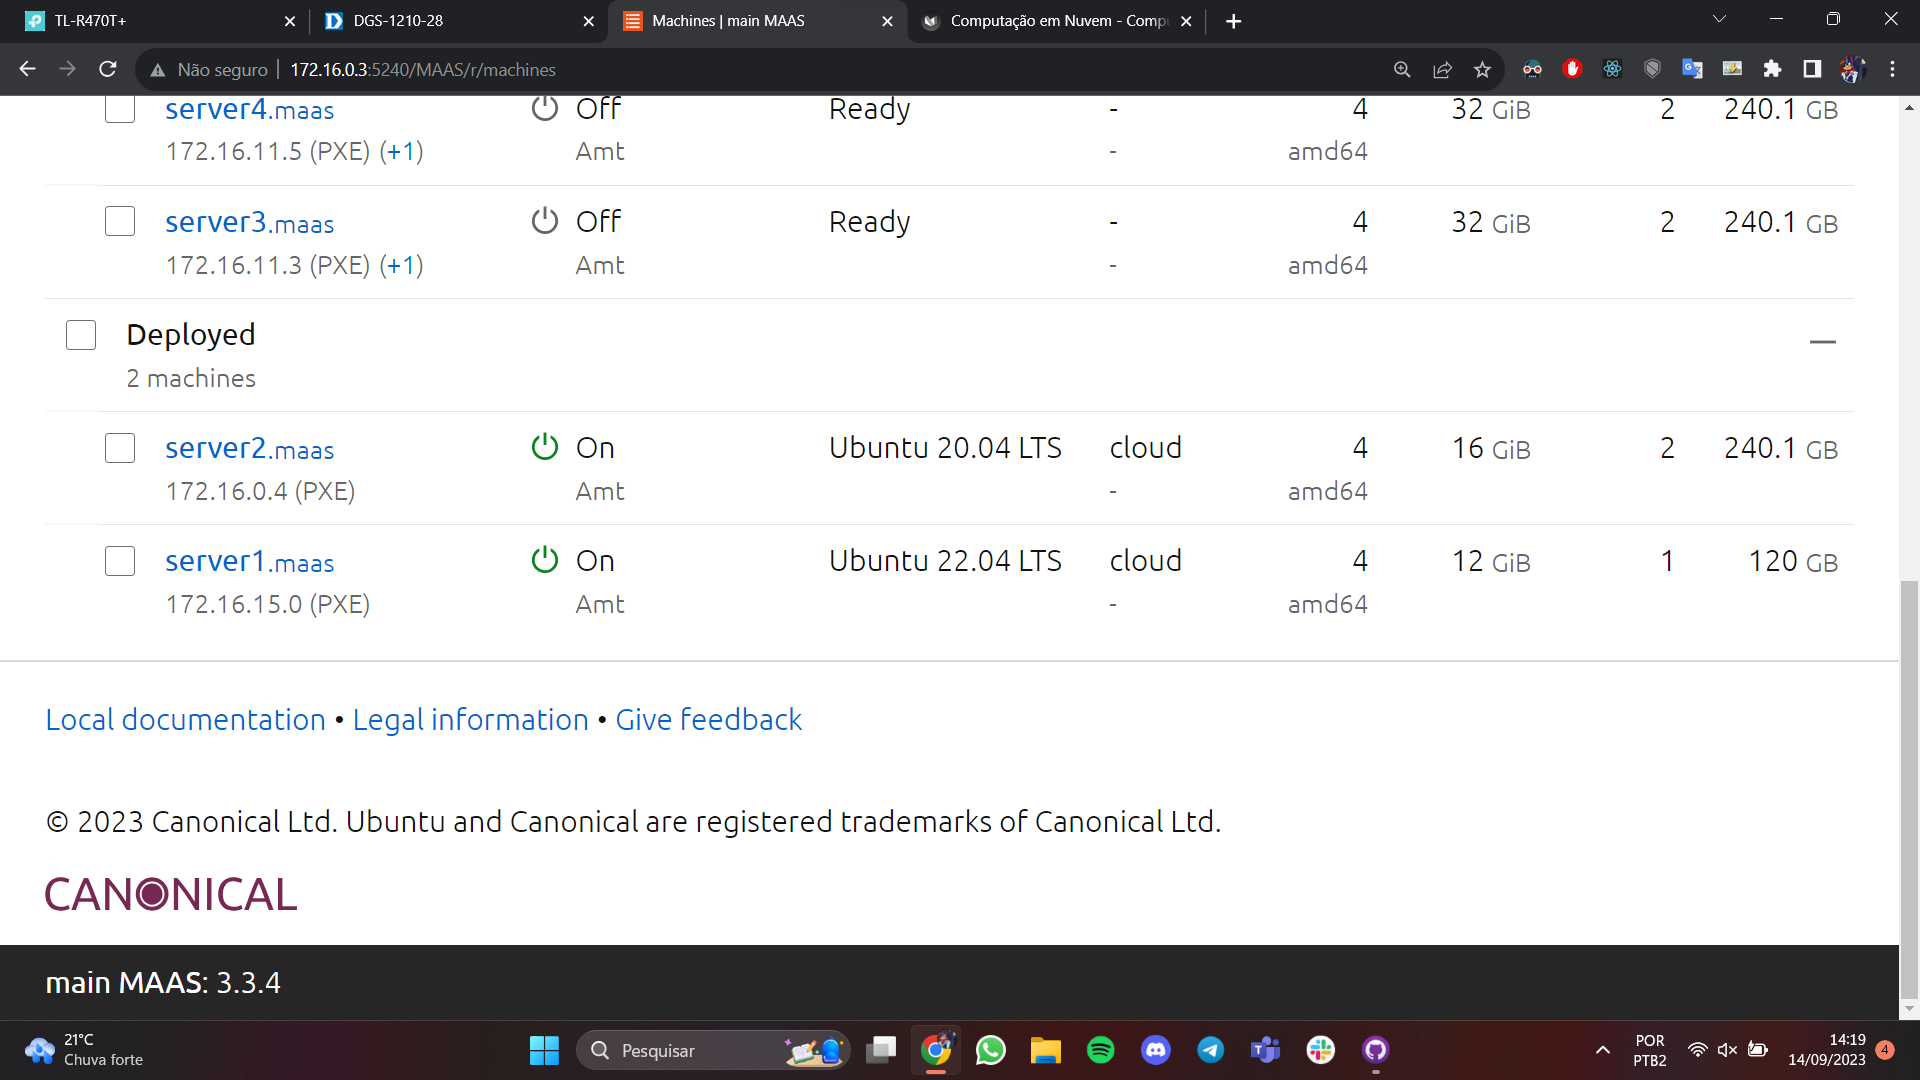 TL-R470T+
DGS-1210-28
Machines | main MAAS
Computação em Nuvem - Comp
Não seguro
172.16.0.3:5240/MAAS/r/machines
server4.maas Off Ready - 4 32 GiB 2 240.1 GB
172.16.11.5 (PXE) (+1) Amt - amd64
server3.maas Off Ready - 4 32 GiB 2 240.1 GB
172.16.11.3 (PXE) (+1) Amt - amd64
Deployed
2 machines
server2.maas On Ubuntu 20.04 LTS cloud 4 16 GiB 2 240.1 GB
172.16.0.4 (PXE) Amt - amd64
server1.maas On Ubuntu 22.04 LTS cloud 4 12 GiB 1 120 GB
172.16.15.0 (PXE) Amt - amd64
Local documentation • Legal information • Give feedback
© 2023 Canonical Ltd. Ubuntu and Canonical are registered trademarks of Canonical Ltd.
CANONICAL
main MAAS: 3.3.4
21°C
Chuva forte
Pesquisar
POR
PTB2
14:19
14/09/2023
4